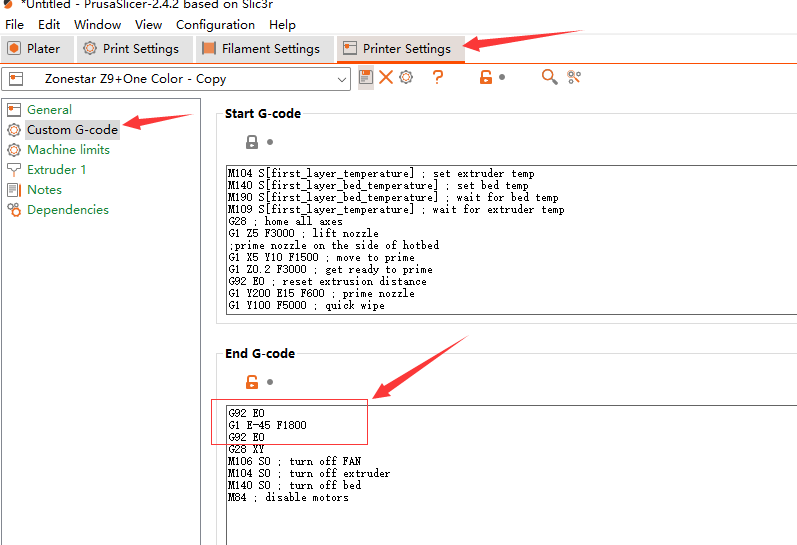 *Untitled - PrusaSlicer-2.4.2 based on Slic3r
File Edit Window View Configuration Help
Plater Print Settings Filament Settings Printer Settings
Zonestar Z9+One Color - Copy
General
Custom G-code
Machine limits
Extruder 1
Notes
Dependencies
Start G-code
M104 S[first_layer_temperature] ; set extruder temp
M140 S[first_layer_bed_temperature] ; set bed temp
M190 S[first_layer_bed_temperature] ; wait for bed temp
M109 S[first_layer_temperature] ; wait for extruder temp
G28 ; home all axes
G1 Z5 F3000 ; lift nozzle
;prime nozzle on the side of hotbed
G1 X5 Y10 F1500 ; move to prime
G1 Z0.2 F3000 ; get ready to prime
G92 E0 ; reset extrusion distance
G1 Y200 E15 F600 ; prime nozzle
G1 Y100 F5000 ; quick wipe
End G-code
G92 E0
G1 E-45 F1800
G92 E0
G28 XY
M106 S0 ; turn off FAN
M104 S0 ; turn off extruder
M140 S0 ; turn off bed
M84 ; disable motors